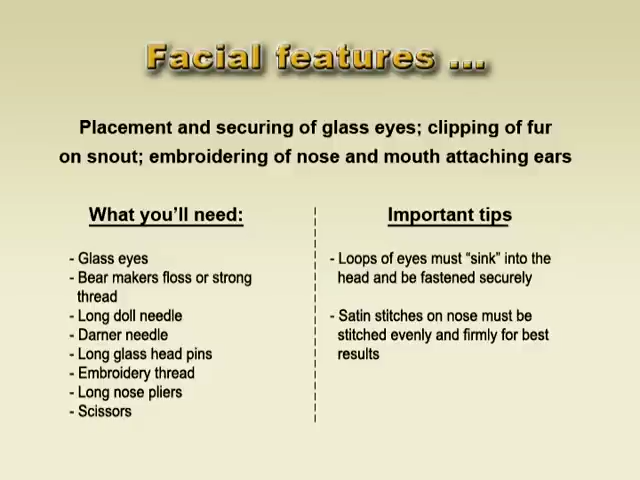 Facial features ...
Placement and securing of glass eyes; clipping of fur
on snout; embroidering of nose and mouth attaching ears
What you'll need:
- Glass eyes
- Bear makers floss or strong
thread
- Long doll needle
- Darner needle
- Long glass head pins
- Embroidery thread
- Long nose pliers
- Scissors
Important tips
- Loops of eyes must “sink” into the
head and be fastened securely
- Satin stitches on nose must be
stitched evenly and firmly for best
results